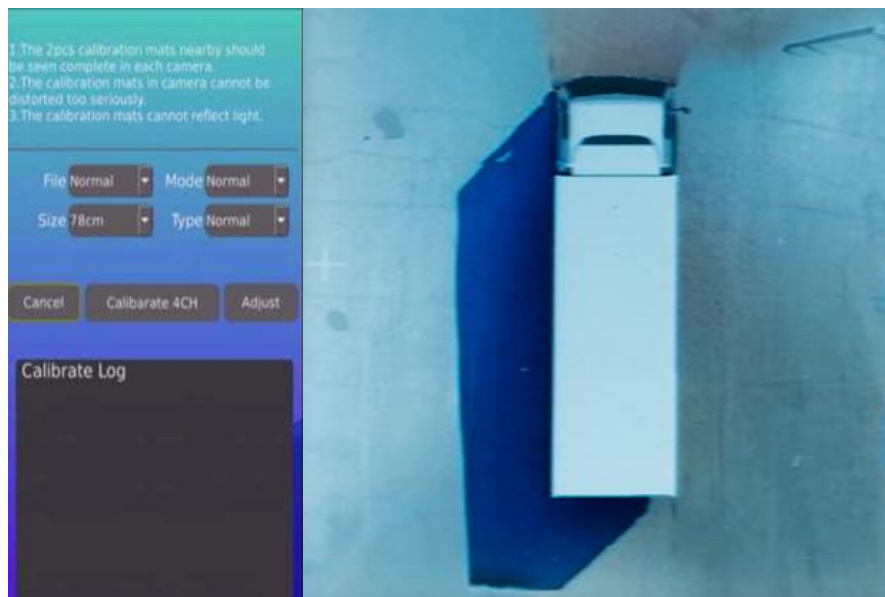 1.The 2pcs calibration mats nearby should
be seen complete in each camera.
2.The calibration mats in camera cannot be
distorted too seriously.
3.The calibration mats cannot reflect light.
File Normal Mode Normal
Size 78cm Type Normal
Cancel Calibarate 4CH Adjust
Calibrate Log